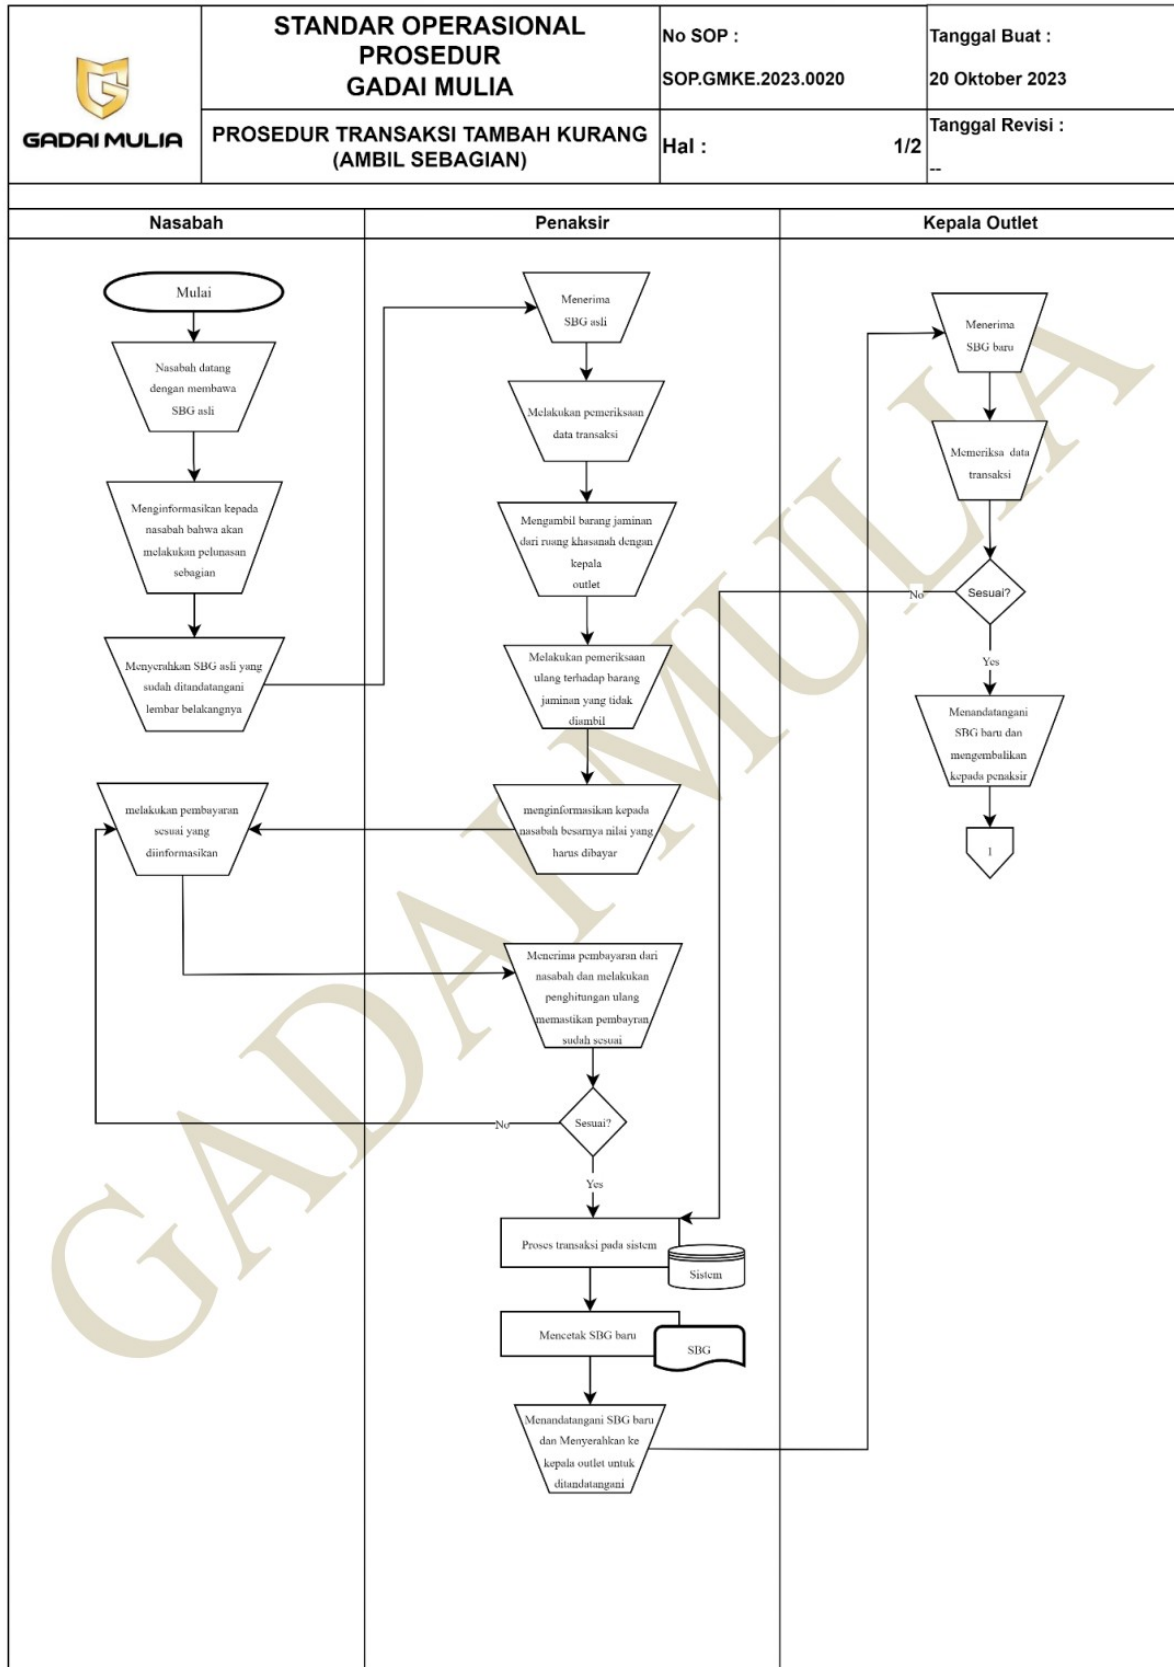 STANDAR OPERASIONAL
PROSEDUR
GADAI MULIA
No SOP :
SOP.GMKE.2023.0020
Tanggal Buat :
20 Oktober 2023
GADAI MULIA
PROSEDUR TRANSAKSI TAMBAH KURANG
(AMBIL SEBAGIAN)
Hal :
1/2
Tanggal Revisi :
--
Nasabah
Penaksir
Kepala Outlet
Mulai
Nasabah datang
dengan membawa
SBG asli
Menginformasikan kepada
nasabah bahwa akan
melakukan pelunasan
sebagian
Menyerahkan SBG asli yang
sudah ditandatangani
lembar belakangnya
melakukan pembayaran
sesuai yang
diinformasikan
Menerima
SBG asli
Melakukan pemeriksaan
data transaksi
Mengambil barang jaminan
dari ruang khasanah dengan
kepala
outlet
Melakukan pemeriksaan
ulang terhadap barang
jaminan yang tidak
diambil
menginformasikan kepada
nasabah besarnya nilai yang
harus dibayar
Menerima pembayaran dari
nasabah dan melakukan
penghitungan ulang
memastikan pembayran
sudah sesuai
Sesuai?
No
Yes
Proses transaksi pada sistem
Sistem
Mencetak SBG baru
SBG
Menandatangani SBG baru
dan Menyerahkan ke
kepala outlet untuk
ditandatangani
Menerima
SBG baru
Memeriksa data
transaksi
Sesuai?
No
Yes
Menandatangani
SBG baru dan
mengembalikan
kepada penaksir
1
GADAI MULIA